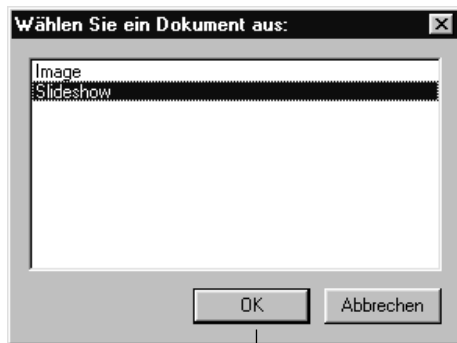 Wählen Sie ein Dokument aus:
Image
Slideshow
OK
Abbrechen